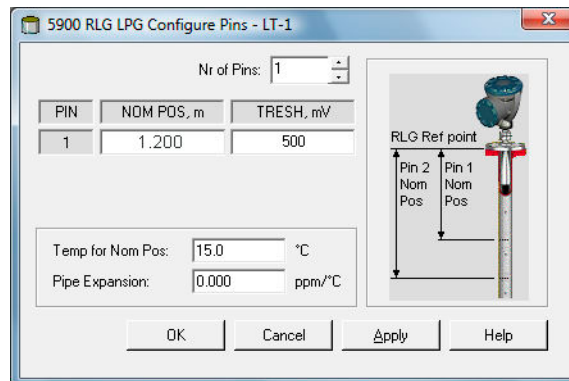 5900 RLG LPG Configure Pins - LT-1
Nr of Pins: 1
PIN NOM POS, m TRESH, mV
1 1.200 500
RLG Ref point
Pin 2 Nom Pos
Pin 1 Nom Pos
Temp for Nom Pos: 15.0 °C
Pipe Expansion: 0.000 ppm/°C
OK Cancel Apply Help